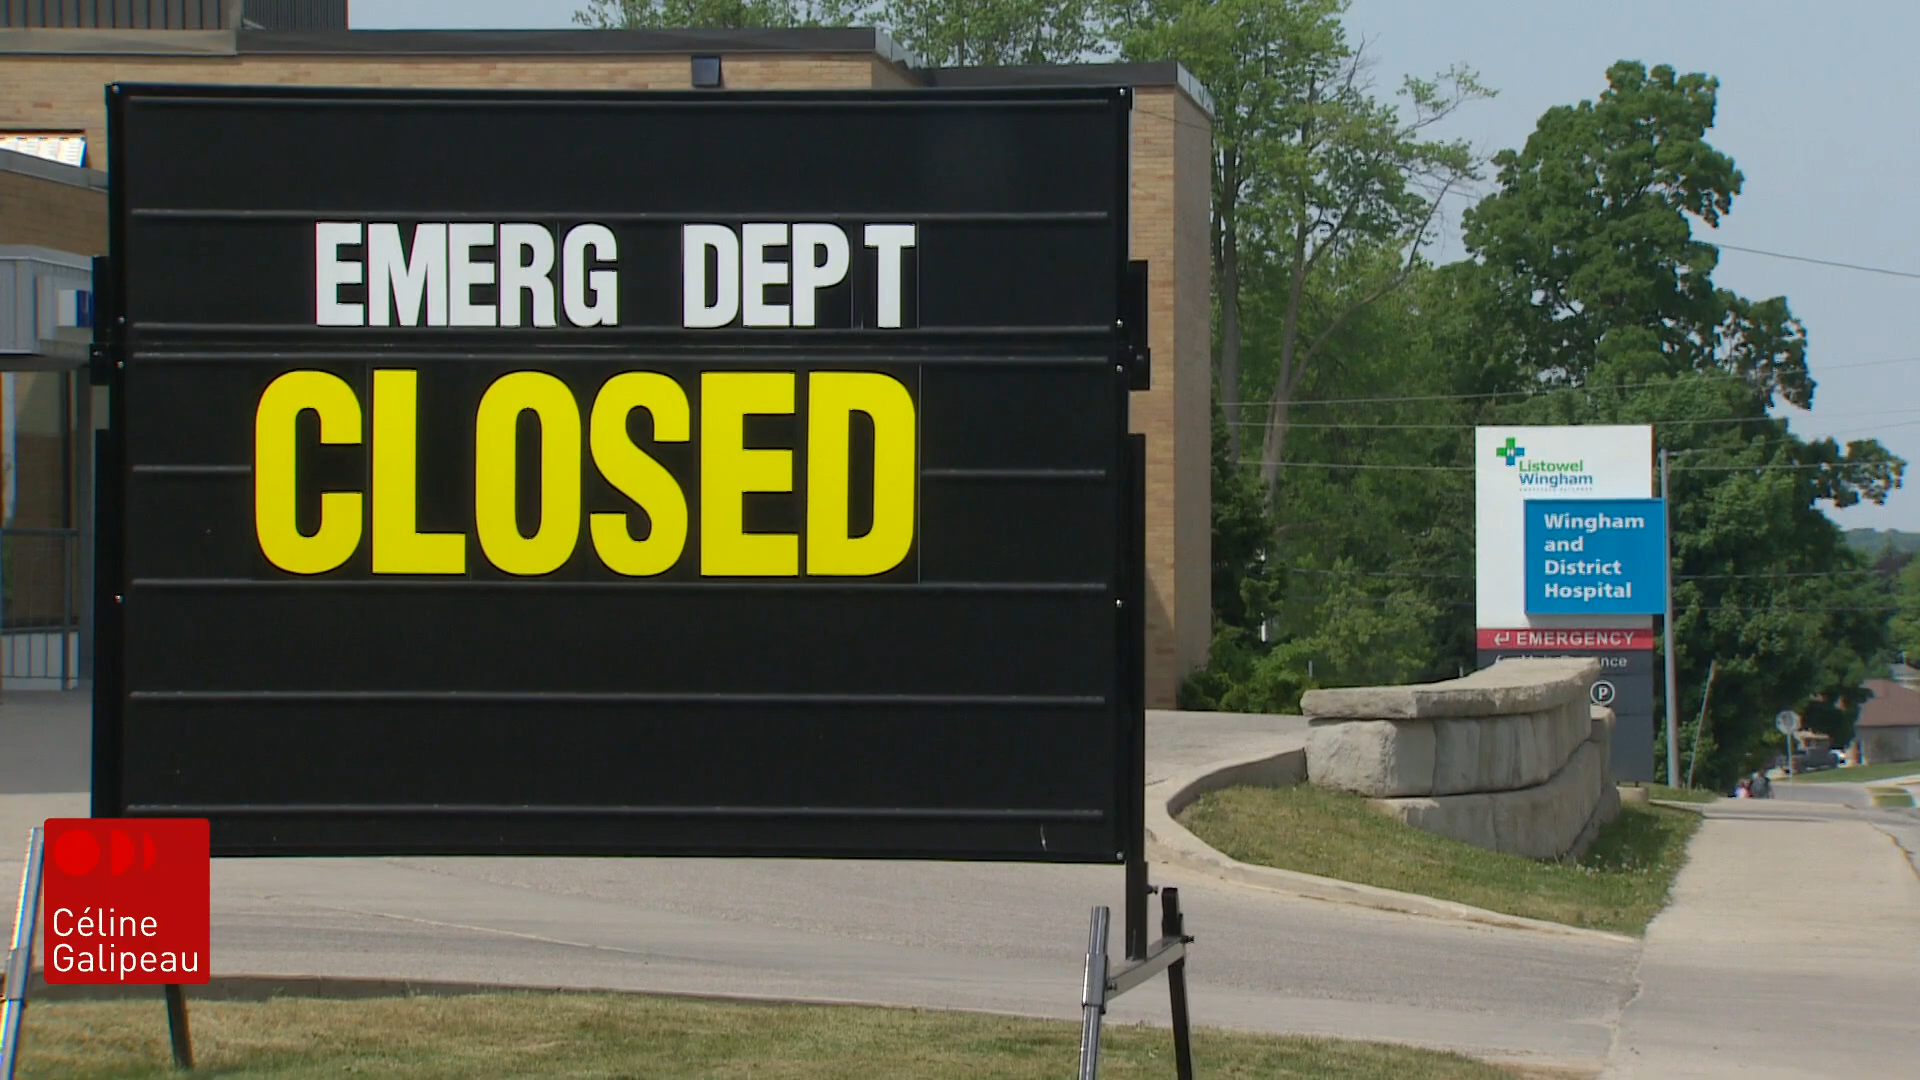 EMERG DEPT
CLOSED
Listowel
Wingham
Wingham
and
District
Hospital
EMERGENCY
P
Céline
Galipeau